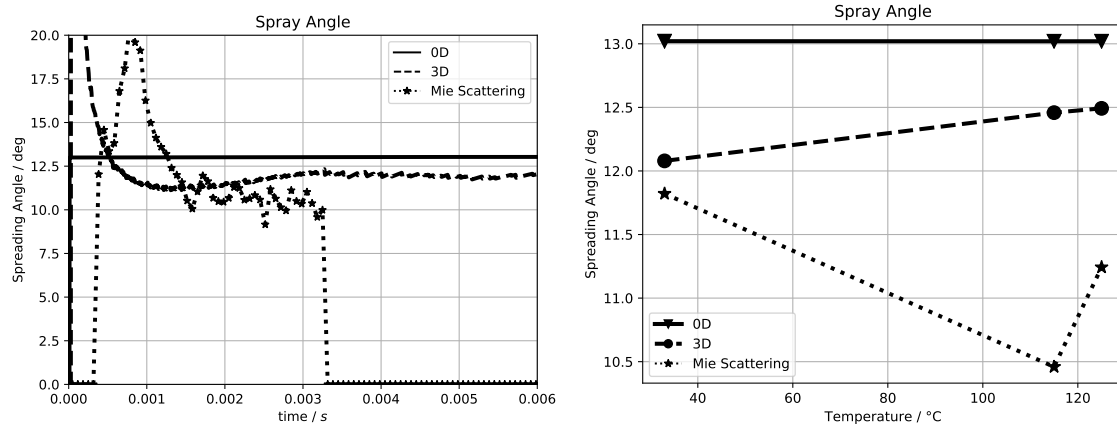 Spray Angle
20.0
17.5
15.0
12.5
10.0
7.5
5.0
2.5
0.0
Spreading Angle / deg
0D
3D
Mie Scattering
0.000 0.001 0.002 0.003 0.004 0.005 0.006
time / s
Spray Angle
13.0
12.5
12.0
11.5
11.0
10.5
Spreading Angle / deg
0D
3D
Mie Scattering
40 60 80 100 120
Temperature / °C